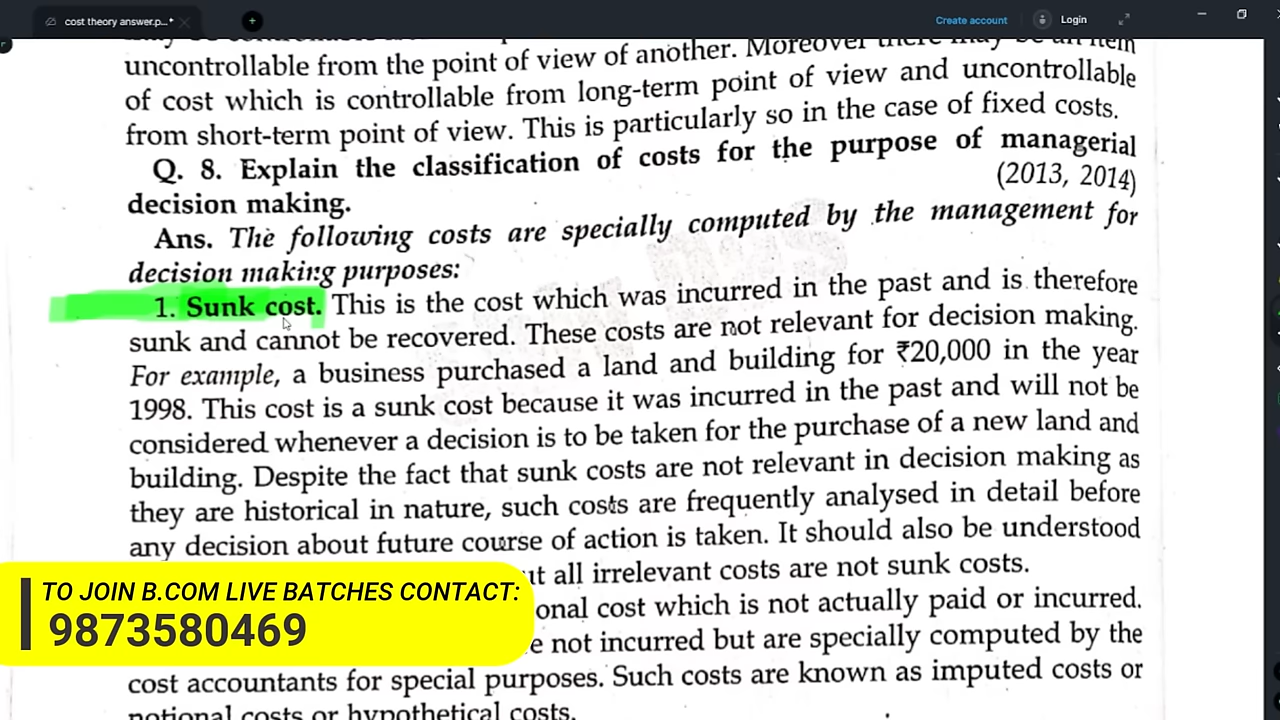 cost theory answer.p...*
Create account
Login
uncontrollable from the point of view of another. Moreover there may be an item
of cost which is controllable from long-term point of view and uncontrollable
from short-term point of view. This is particularly so in the case of fixed costs.
Q. 8. Explain the classification of costs for the purpose of managerial
decision making. (2013, 2014)
Ans. The following costs are specially computed by the management for
decision making purposes:
1. Sunk cost. This is the cost which was incurred in the past and is therefore
sunk and cannot be recovered. These costs are not relevant for decision making.
For example, a business purchased a land and building for ₹20,000 in the year
1998. This cost is a sunk cost because it was incurred in the past and will not be
considered whenever a decision is to be taken for the purchase of a new land and
building. Despite the fact that sunk costs are not relevant in decision making as
they are historical in nature, such costs are frequently analysed in detail before
any decision about future course of action is taken. It should also be understood
all irrelevant costs are not sunk costs.
cost which is not actually paid or incurred.
not incurred but are specially computed by the
cost accountants for special purposes. Such costs are known as imputed costs or
notional costs or hypothetical costs.
TO JOIN B.COM LIVE BATCHES CONTACT:
9873580469